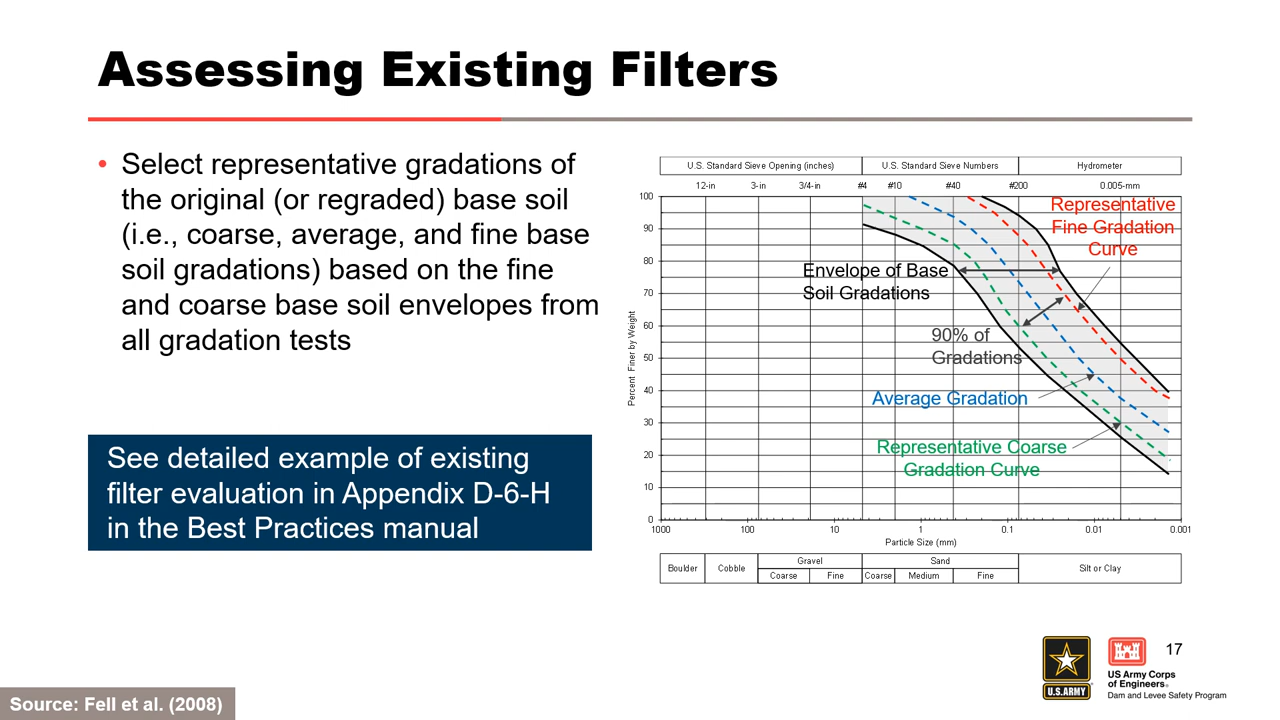 Assessing Existing Filters
• Select representative gradations of
the original (or regraded) base soil
(i.e., coarse, average, and fine base
soil gradations) based on the fine
and coarse base soil envelopes from
all gradation tests
See detailed example of existing
filter evaluation in Appendix D-6-H
in the Best Practices manual
U.S. Standard Sieve Opening (inches) U.S. Standard Sieve Numbers Hydrometer
12-in 3-in 3/4-in #4 #10 #40 #200 0.005-mm
100
90
80
70
60
50
40
30
20
10
0
Percent Finer by Weight
Representative
Fine Gradation
Curve
Envelope of Base
Soil Gradations
90% of
Gradations
Average Gradation
Representative Coarse
Gradation Curve
1000 100 10 1 0.1 0.01 0.001
Particle Size (mm)
Boulder Cobble Gravel Sand Silt or Clay
Coarse Fine Coarse Medium Fine
17
U.S.ARMY
US Army Corps
of Engineers®
Dam and Levee Safety Program
Source: Fell et al. (2008)